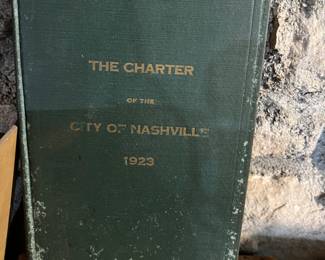 THE CHARTER
OF THE
CITY OF NASHVILLE
1923